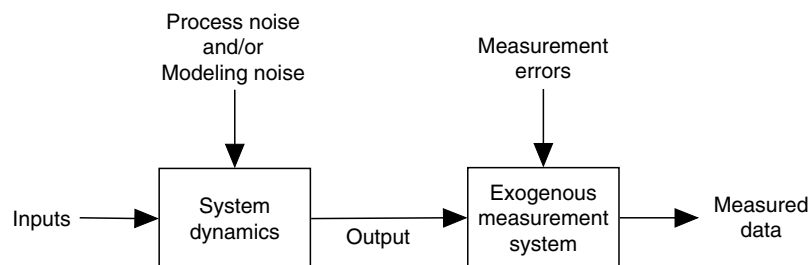 Process noise
and/or
Modeling noise
Measurement
errors
Inputs
System
dynamics
Output
Exogenous
measurement
system
Measured
data